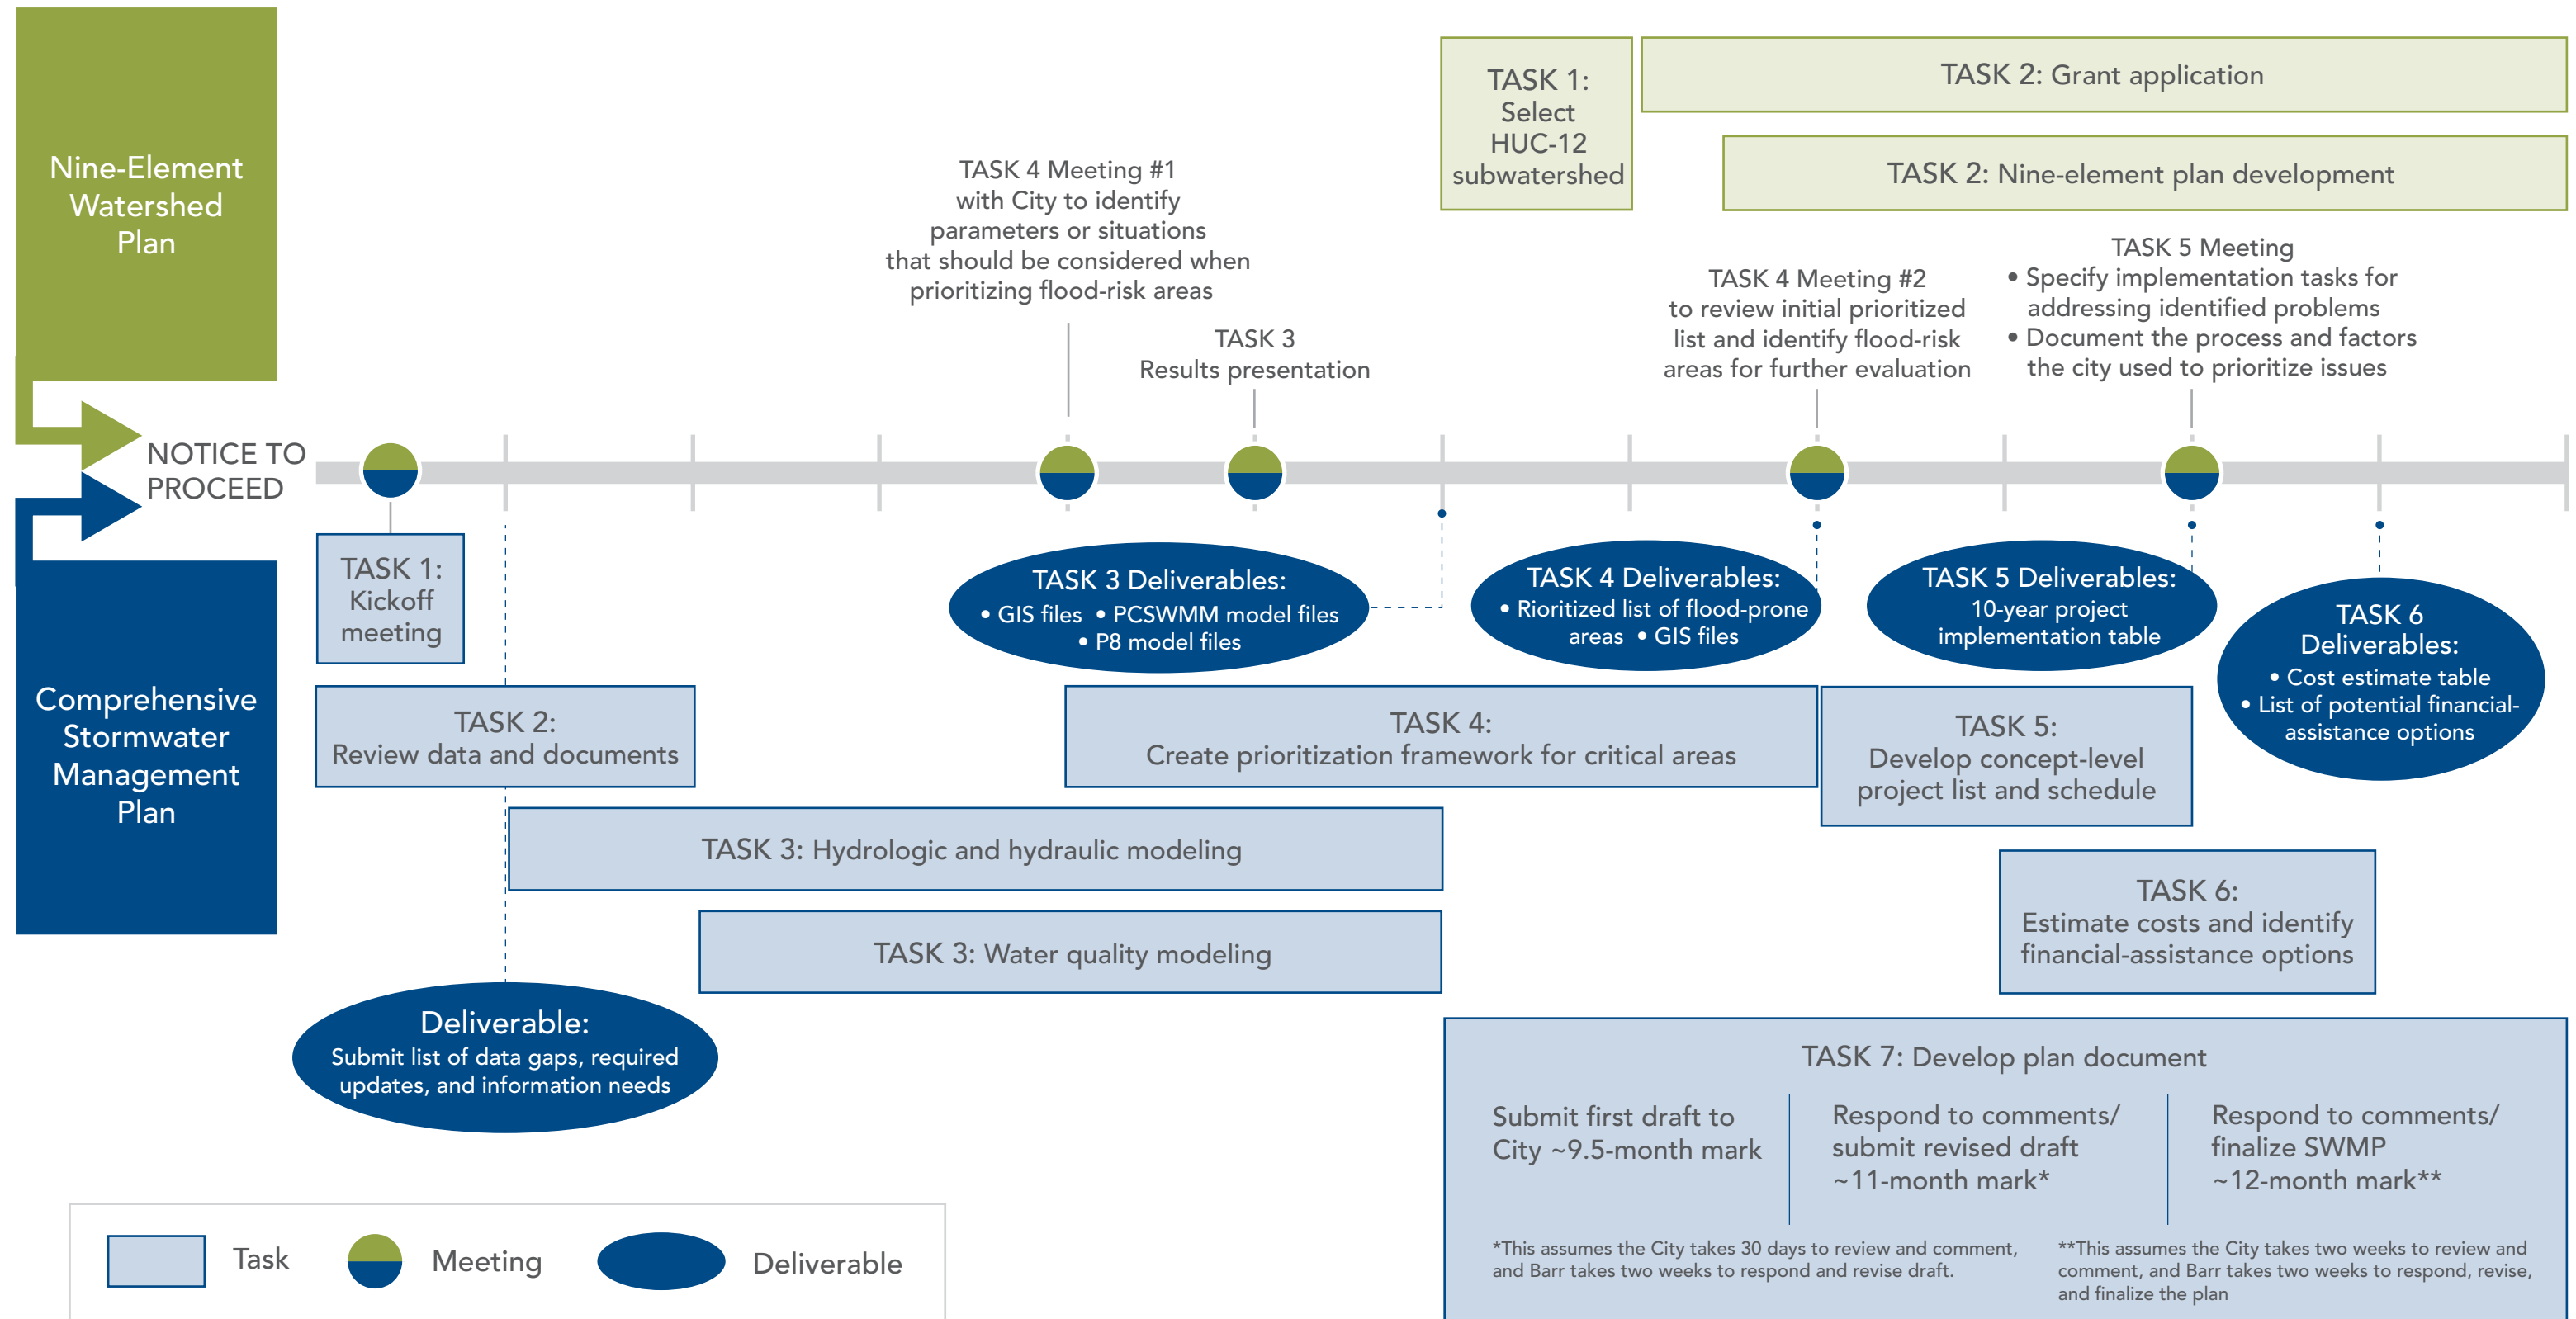 Nine-Element
Watershed
Plan
TASK 1:
Select
HUC-12
subwatershed
TASK 2: Grant application
TASK 2: Nine-element plan development
TASK 4 Meeting #1
with City to identify
parameters or situations
that should be considered when
prioritizing flood-risk areas
TASK 3
Results presentation
TASK 4 Meeting #2
to review initial prioritized
list and identify flood-risk
areas for further evaluation
TASK 5 Meeting
• Specify implementation tasks for
addressing identified problems
• Document the process and factors
the city used to prioritize issues
NOTICE TO
PROCEED
Comprehensive
Stormwater
Management
Plan
TASK 1:
Kickoff
meeting
TASK 3 Deliverables:
• GIS files • PCSWMM model files
• P8 model files
TASK 4 Deliverables:
• Rioritized list of flood-prone
areas • GIS files
TASK 5 Deliverables:
10-year project
implementation table
TASK 6
Deliverables:
• Cost estimate table
• List of potential financial-
assistance options
TASK 2:
Review data and documents
TASK 4:
Create prioritization framework for critical areas
TASK 5:
Develop concept-level
project list and schedule
TASK 3: Hydrologic and hydraulic modeling
TASK 6:
Estimate costs and identify
financial-assistance options
TASK 3: Water quality modeling
Deliverable:
Submit list of data gaps, required
updates, and information needs
TASK 7: Develop plan document
Submit first draft to
City ~9.5-month mark
Respond to comments/
submit revised draft
~11-month mark*
Respond to comments/
finalize SWMP
~12-month mark**
*This assumes the City takes 30 days to review and comment,
and Barr takes two weeks to respond and revise draft.
**This assumes the City takes two weeks to review and
comment, and Barr takes two weeks to respond, revise,
and finalize the plan
Task
Meeting
Deliverable